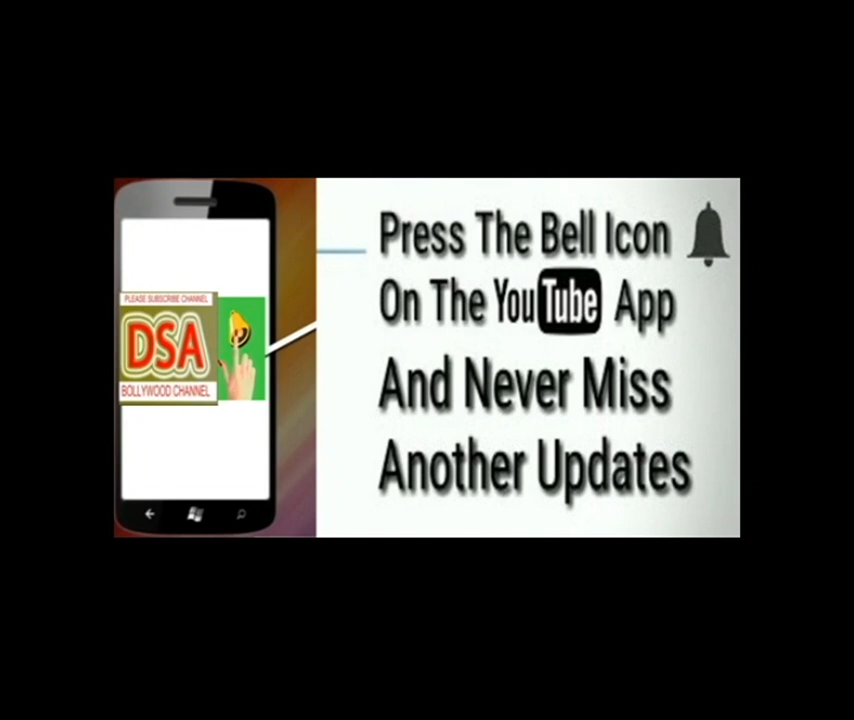 PLEASE SUBSCRIBE CHANNEL
DSA
BOLLYWOOD CHANNEL
Press The Bell Icon
On The YouTube App
And Never Miss
Another Updates